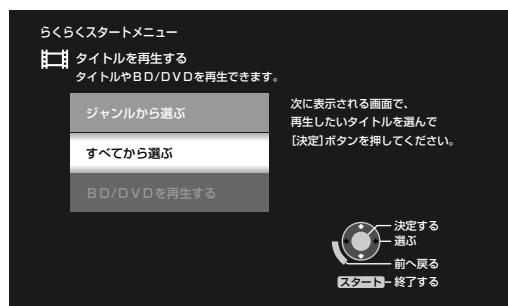 らくらくスタートメニュー
タイトルを再生する
タイトルやＢＤ/ＤＶＤを再生できます。
ジャンルから選ぶ
すべてから選ぶ
ＢＤ/ＤＶＤを再生する
次に表示される画面で、
再生したいタイトルを選んで
［決定］ボタンを押してください。
決定する
選ぶ
前へ戻る
スタート 終了する